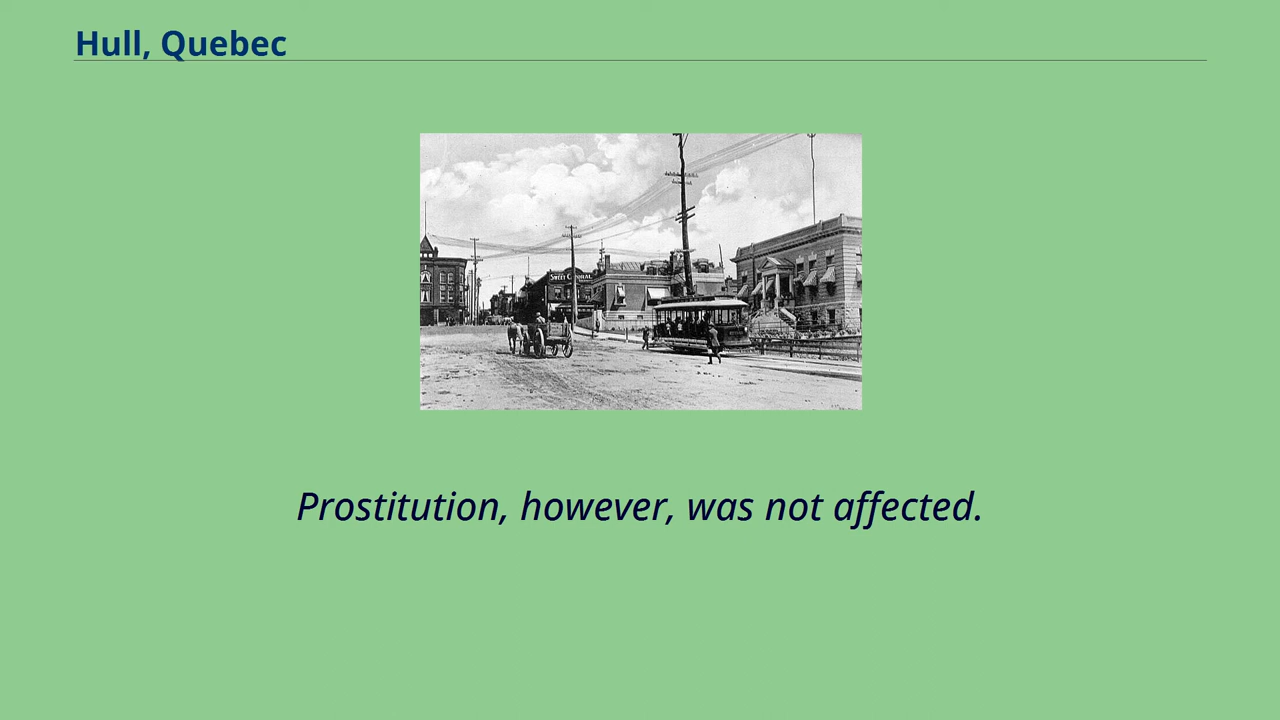 Hull, Quebec
Prostitution, however, was not affected.